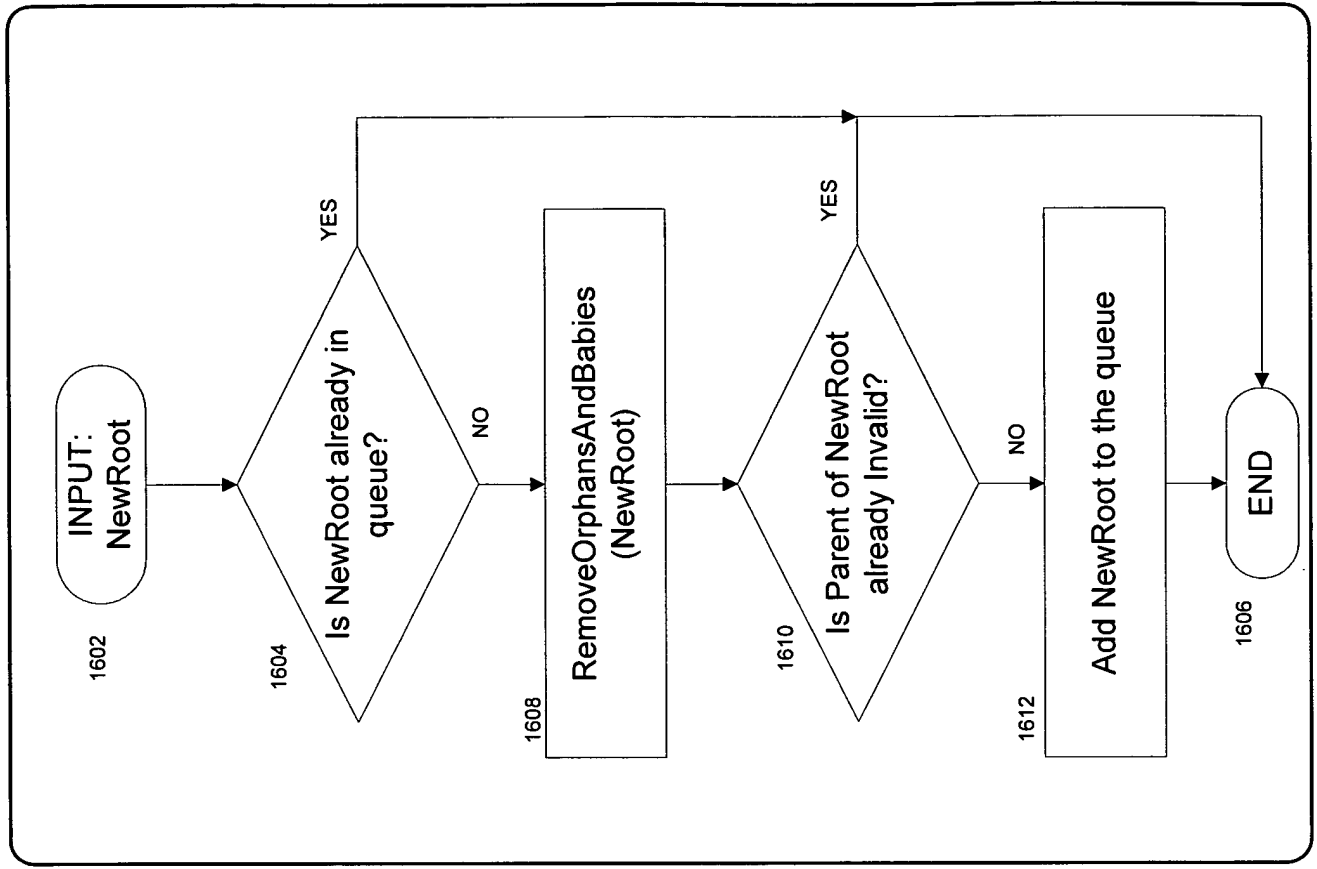 INPUT:
NewRoot
1602
Is NewRoot already in
queue?
1604
YES
NO
RemoveOrphansAndBabies
(NewRoot)
1608
Is Parent of NewRoot
already Invalid?
1610
YES
NO
Add NewRoot to the queue
1612
END
1606